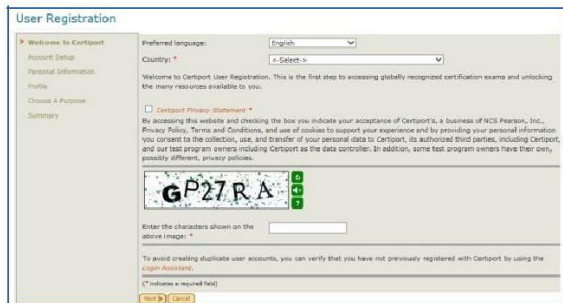 User Registration
Welcome to Certiport
Account Setup
Personal Information
Profile
Choose A Purpose
Summary
Preferred language:
English
Country: *
<-Select->
Welcome to Certiport User Registration. This is the first step to accessing globally recognized certification exams and unlocking
the many resources available to you.
Certiport Privacy Statement *
By accessing this website and checking the box you indicate your acceptance of Certiport's, a business of NCS Pearson, Inc.,
Privacy Policy, Terms and Conditions, and use of cookies to support your experience and by providing your personal information
you consent to the collection, use, and transfer of your personal data to Certiport, its authorized third parties, including Certiport,
and our test program owners including Certiport as the data controller. In addition, some test program owners have their own,
possibly different, privacy policies.
GP27RA
G
?
Enter the characters shown on the
above image: *
To avoid creating duplicate user accounts, you can verify that you have not previously registered with Certiport by using the
Login Assistant.
(* indicates a required field)
Next
Cancel